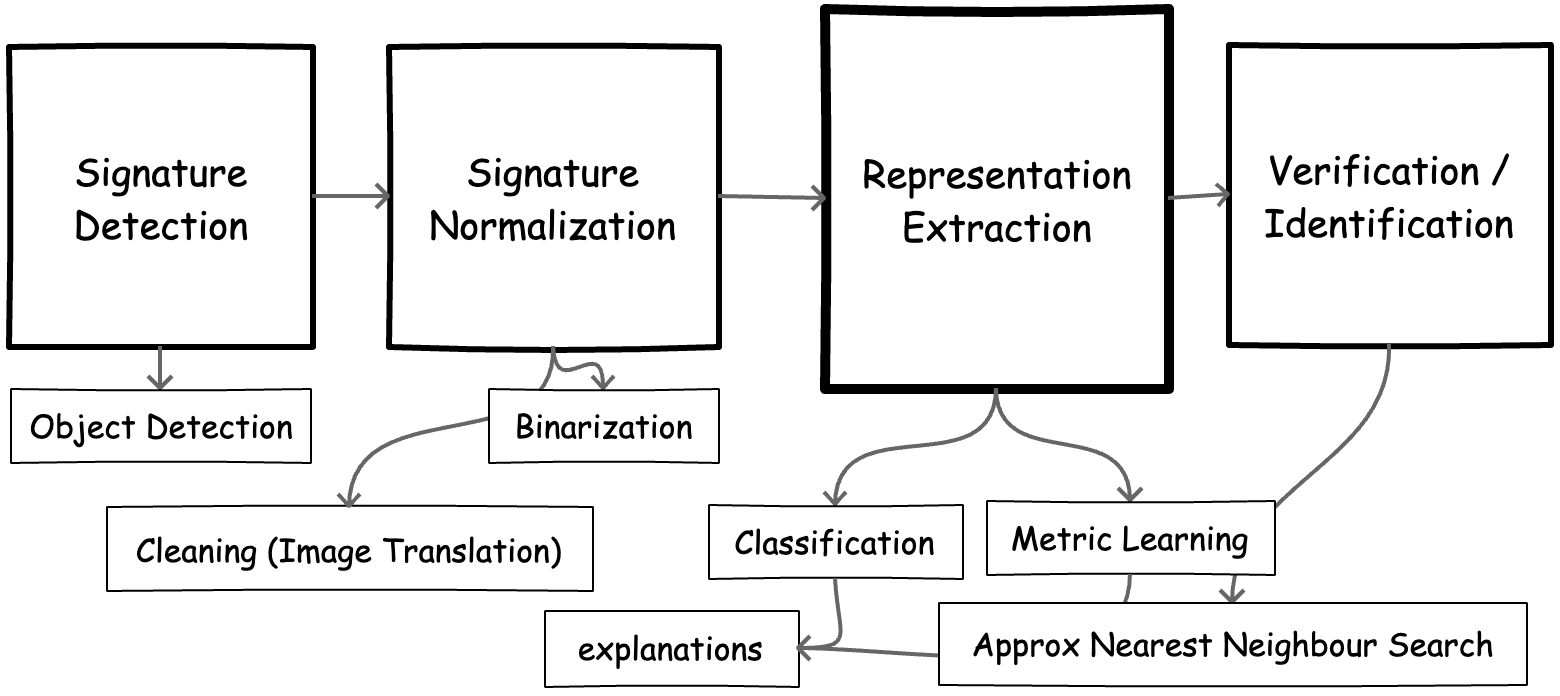 Signature
Detection
Signature
Normalization
Representation
Extraction
Verification /
Identification
Object Detection
Binarization
Cleaning (Image Translation)
Classification
Metric Learning
explanations
Approx Nearest Neighbour Search